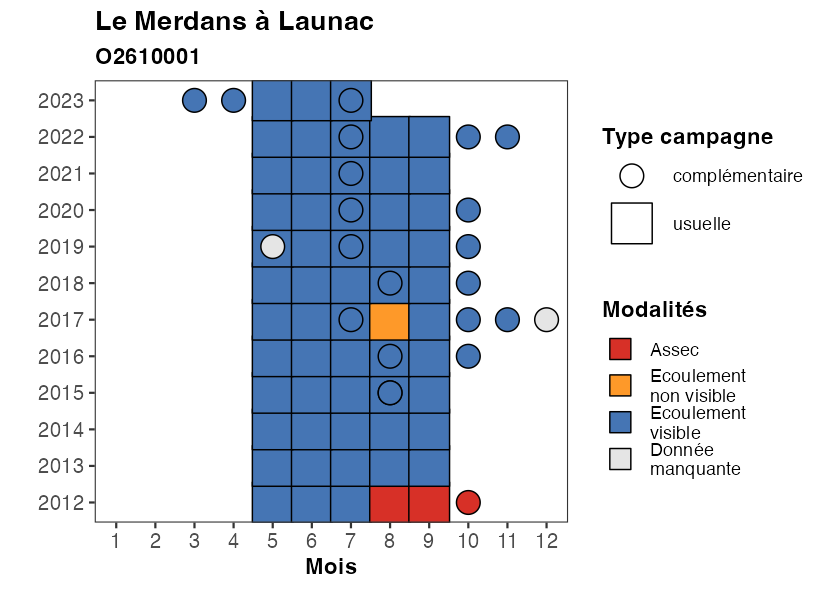 Le Merdans à Launac
O2610001
2023
2022
2021
2020
2019
2018
2017
2016
2015
2014
2013
2012
1 2 3 4 5 6 7 8 9 10 11 12
Mois
Type campagne
complémentaire
usuelle
Modalités
Assec
Ecoulement
non visible
Ecoulement
visible
Donnée
manquante